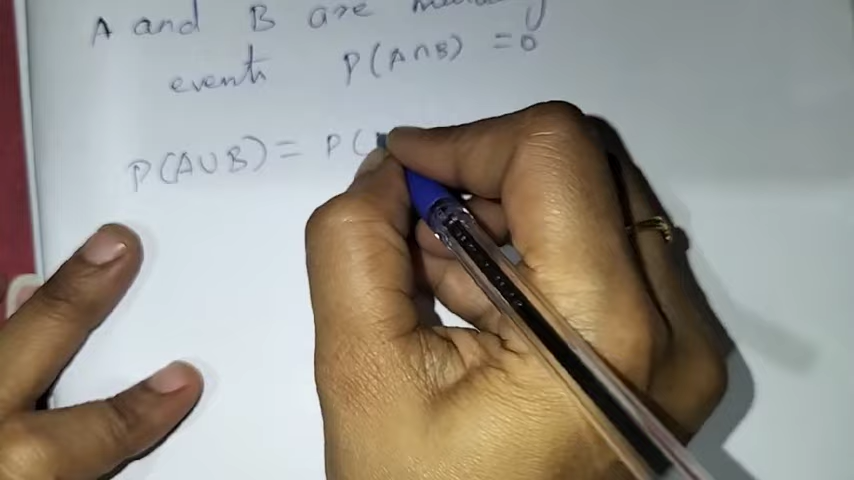 A and B are
events P(A∩B) =0
P(A∪B) = P(